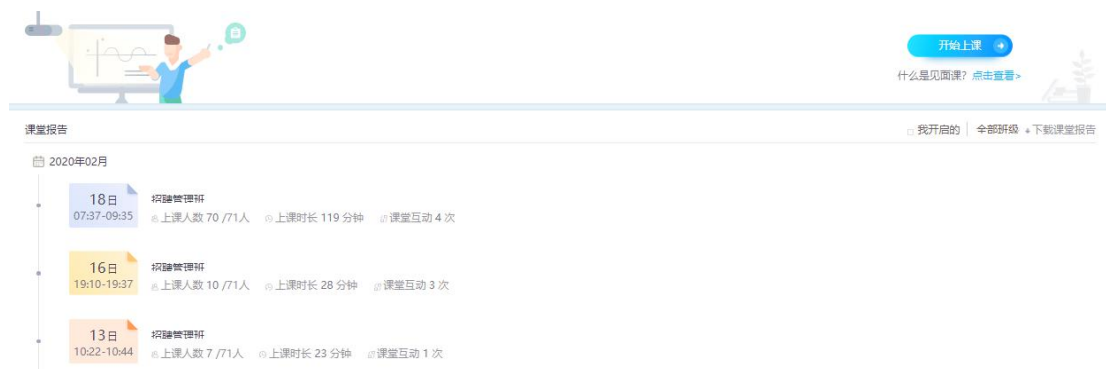 开始上课
什么是见面课? 点击查看>
课堂报告 我开启的 全部班级 下载课堂报告
2020年02月
18日 招聘管理班
07:37-09:35 上课人数 70 /71人 上课时长 119 分钟 课堂互动 4 次
16日 招聘管理班
19:10-19:37 上课人数 10 /71人 上课时长 28 分钟 课堂互动 3 次
13日 招聘管理班
10:22-10:44 上课人数 7 /71人 上课时长 23 分钟 课堂互动 1 次